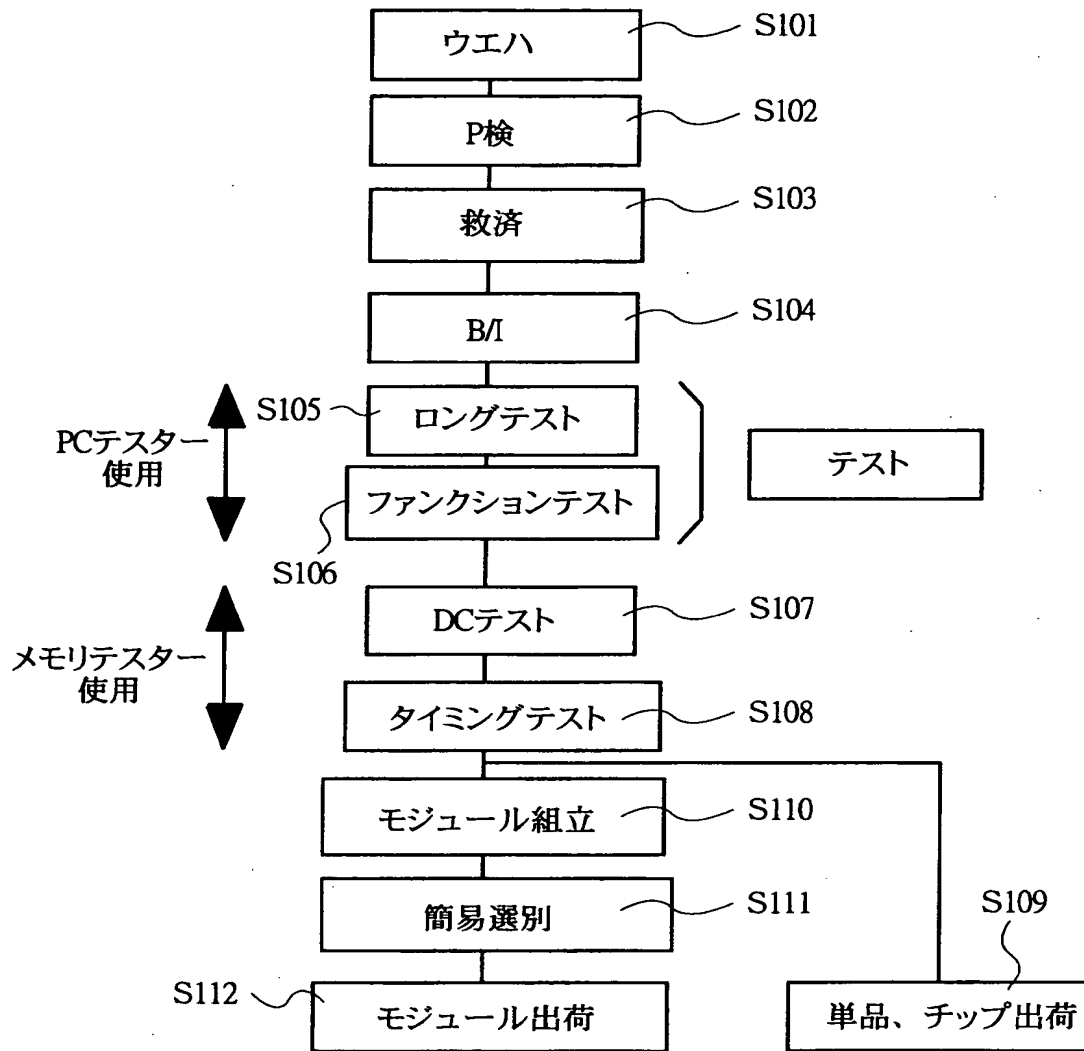 ウエハ
S101
P検
S102
救済
S103
B/I
S104
S105
ロングテスト
PCテスター
使用
テスト
ファンクションテスト
S106
DCテスト
S107
メモリテスター
使用
タイミングテスト
S108
モジュール組立
S110
簡易選別
S111
S109
S112
モジュール出荷
単品、チップ出荷